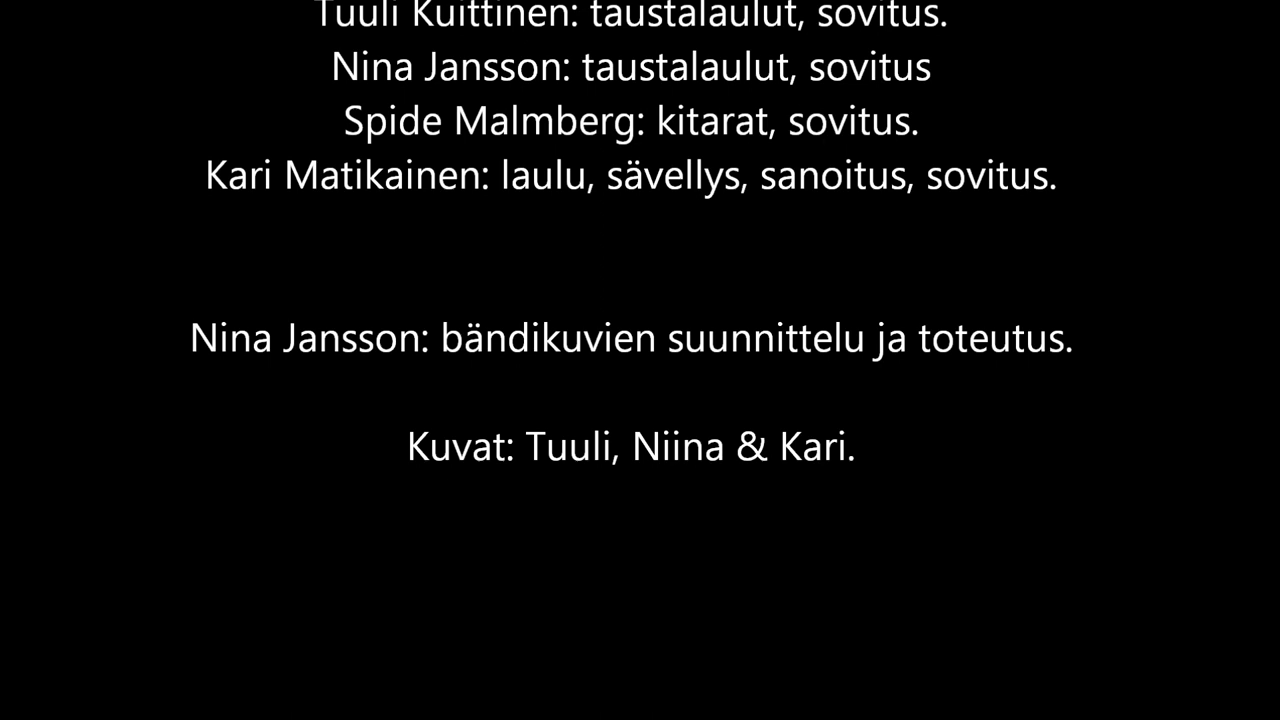 Tuuli Kuittinen: taustalaulut, sovitus.
Nina Jansson: taustalaulut, sovitus
Spide Malmberg: kitarat, sovitus.
Kari Matikainen: laulu, sävellys, sanoitus, sovitus.
Nina Jansson: bändikuvien suunnittelu ja toteutus.
Kuvat: Tuuli, Niina & Kari.